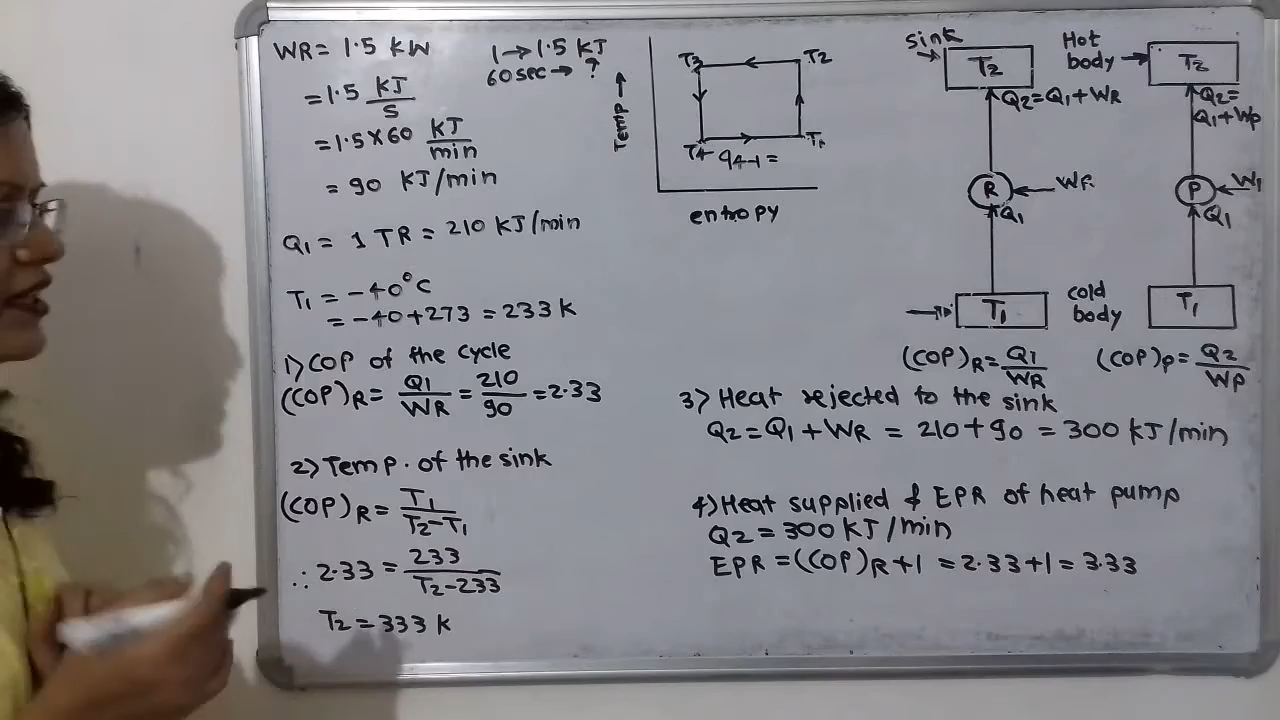 WR = 1.5 KW
= 1.5 KJ/S
= 1.5 × 60 KJ/min
= 90 KJ/min
1 → 1.5 KJ
60sec → ?
Q1 = 1 TR = 210 KJ/min
T1 = -40°C
= -40+273 = 233 K
1) COP of the cycle
(COP)R = Q1/WR = 210/90 = 2.33
2) Temp. of the sink
(COP)R = T1/T2-T1
∴ 2.33 = 233/T2-233
T2 = 333 K
Temp →
T3 T2
T4 T1
q4-1 =
entropy
sink
T2
Q2=Q1+WR
R
WR
Q1
T1
cold
body
(COP)R = Q1/WR
Hot
body
T2
Q2=
Q1+WP
P
Q1
T1
(COP)P = Q2/WP
3) Heat rejected to the sink
Q2 = Q1 + WR = 210+90 = 300 KJ/min
4) Heat supplied & EPR of heat pump
Q2 = 300 KJ/min
EPR = (COP)R+1 = 2.33+1 = 3.33